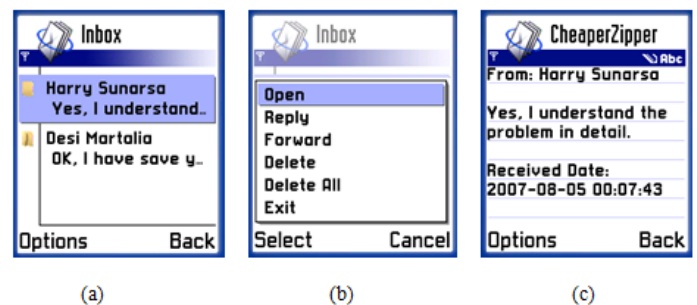 Inbox
Harry Sunarsa
Yes, I understand..
Desi Martalia
OK, I have save y...
Options Back
(a)
Inbox
Open
Reply
Forward
Delete
Delete All
Exit
Select Cancel
(b)
CheaperZipper
Abc
From: Harry Sunarsa
Yes, I understand the
problem in detail.
Received Date:
2007-08-05 00:07:43
Options Back
(c)